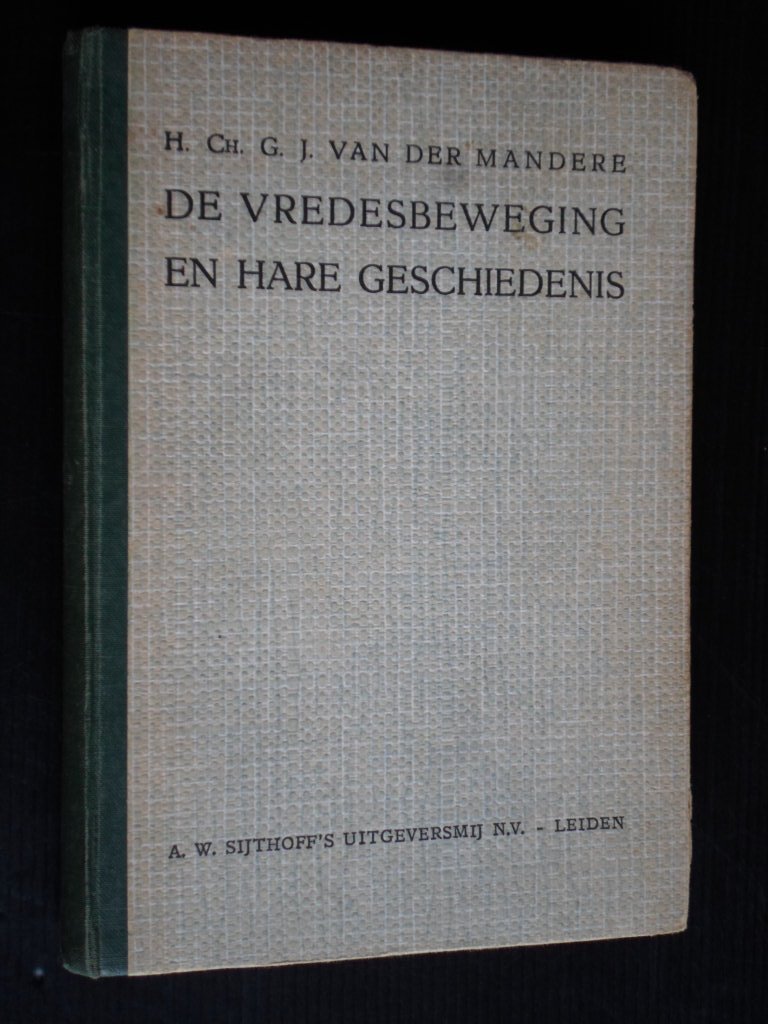 H. CH. G. J. VAN DER MANDERE
DE VREDESBEWEGING
EN HARE GESCHIEDENIS
A. W. SIJTHOFF'S UITGEVERSMIJ N.V. - LEIDEN